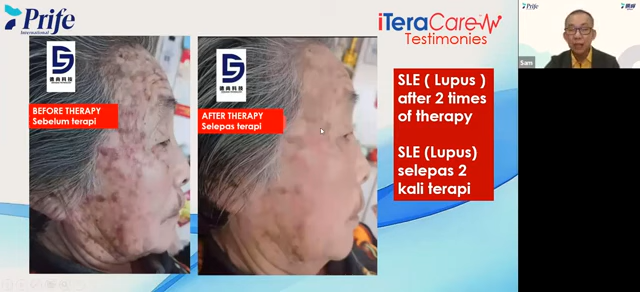 Prife
International
iTeraCare
Testimonies
BEFORE THERAPY
Sebelum terapi
AFTER THERAPY
Selepas terapi
SLE ( Lupus )
after 2 times
of therapy
SLE (Lupus)
selepas 2
kali terapi
Prife
Sam